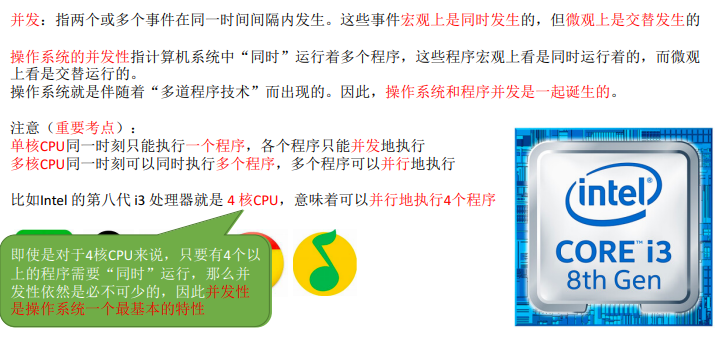 并发：指两个或多个事件在同一时间间隔内发生。这些事件宏观上是同时发生的，但微观上是交替发生的
操作系统的并发性指计算机系统中“同时”运行着多个程序，这些程序宏观上看是同时运行着的，而微观
上看是交替运行的。
操作系统就是伴随着“多道程序技术”而出现的。因此，操作系统和程序并发是一起诞生的。
注意（重要考点）：
单核CPU同一时刻只能执行一个程序，各个程序只能并发地执行
多核CPU同一时刻可以同时执行多个程序，多个程序可以并行地执行
比如Intel 的第八代 i3 处理器就是 4 核CPU，意味着可以并行地执行4个程序
即使是对于4核CPU来说，只要有4个以
上的程序需要“同时”运行，那么并
发性依然是必不可少的，因此并发性
是操作系统一个最基本的特性
intel®
CORE™ i3
8th Gen